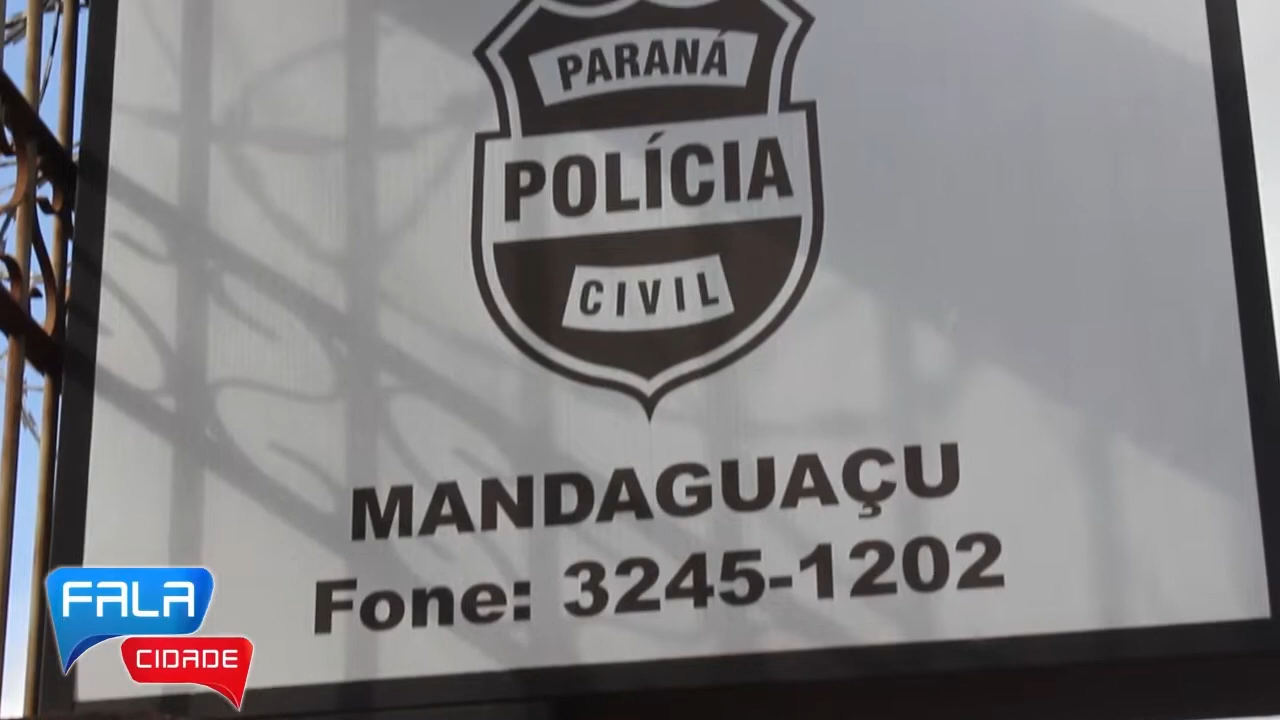 PARANÁ
POLÍCIA
CIVIL
MANDAGUAÇU
Fone: 3245-1202
FALA
CIDADE